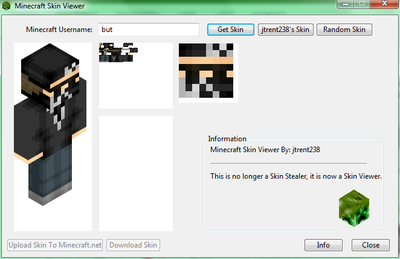 Minecraft Skin Viewer
Minecraft Username:
but
Get Skin
jtrent238's Skin
Random Skin
Information
Minecraft Skin Viewer By: jtrent238
This is no longer a Skin Stealer, it is now a Skin Viewer.
Upload Skin To Minecraft.net
Download Skin
Info
Close